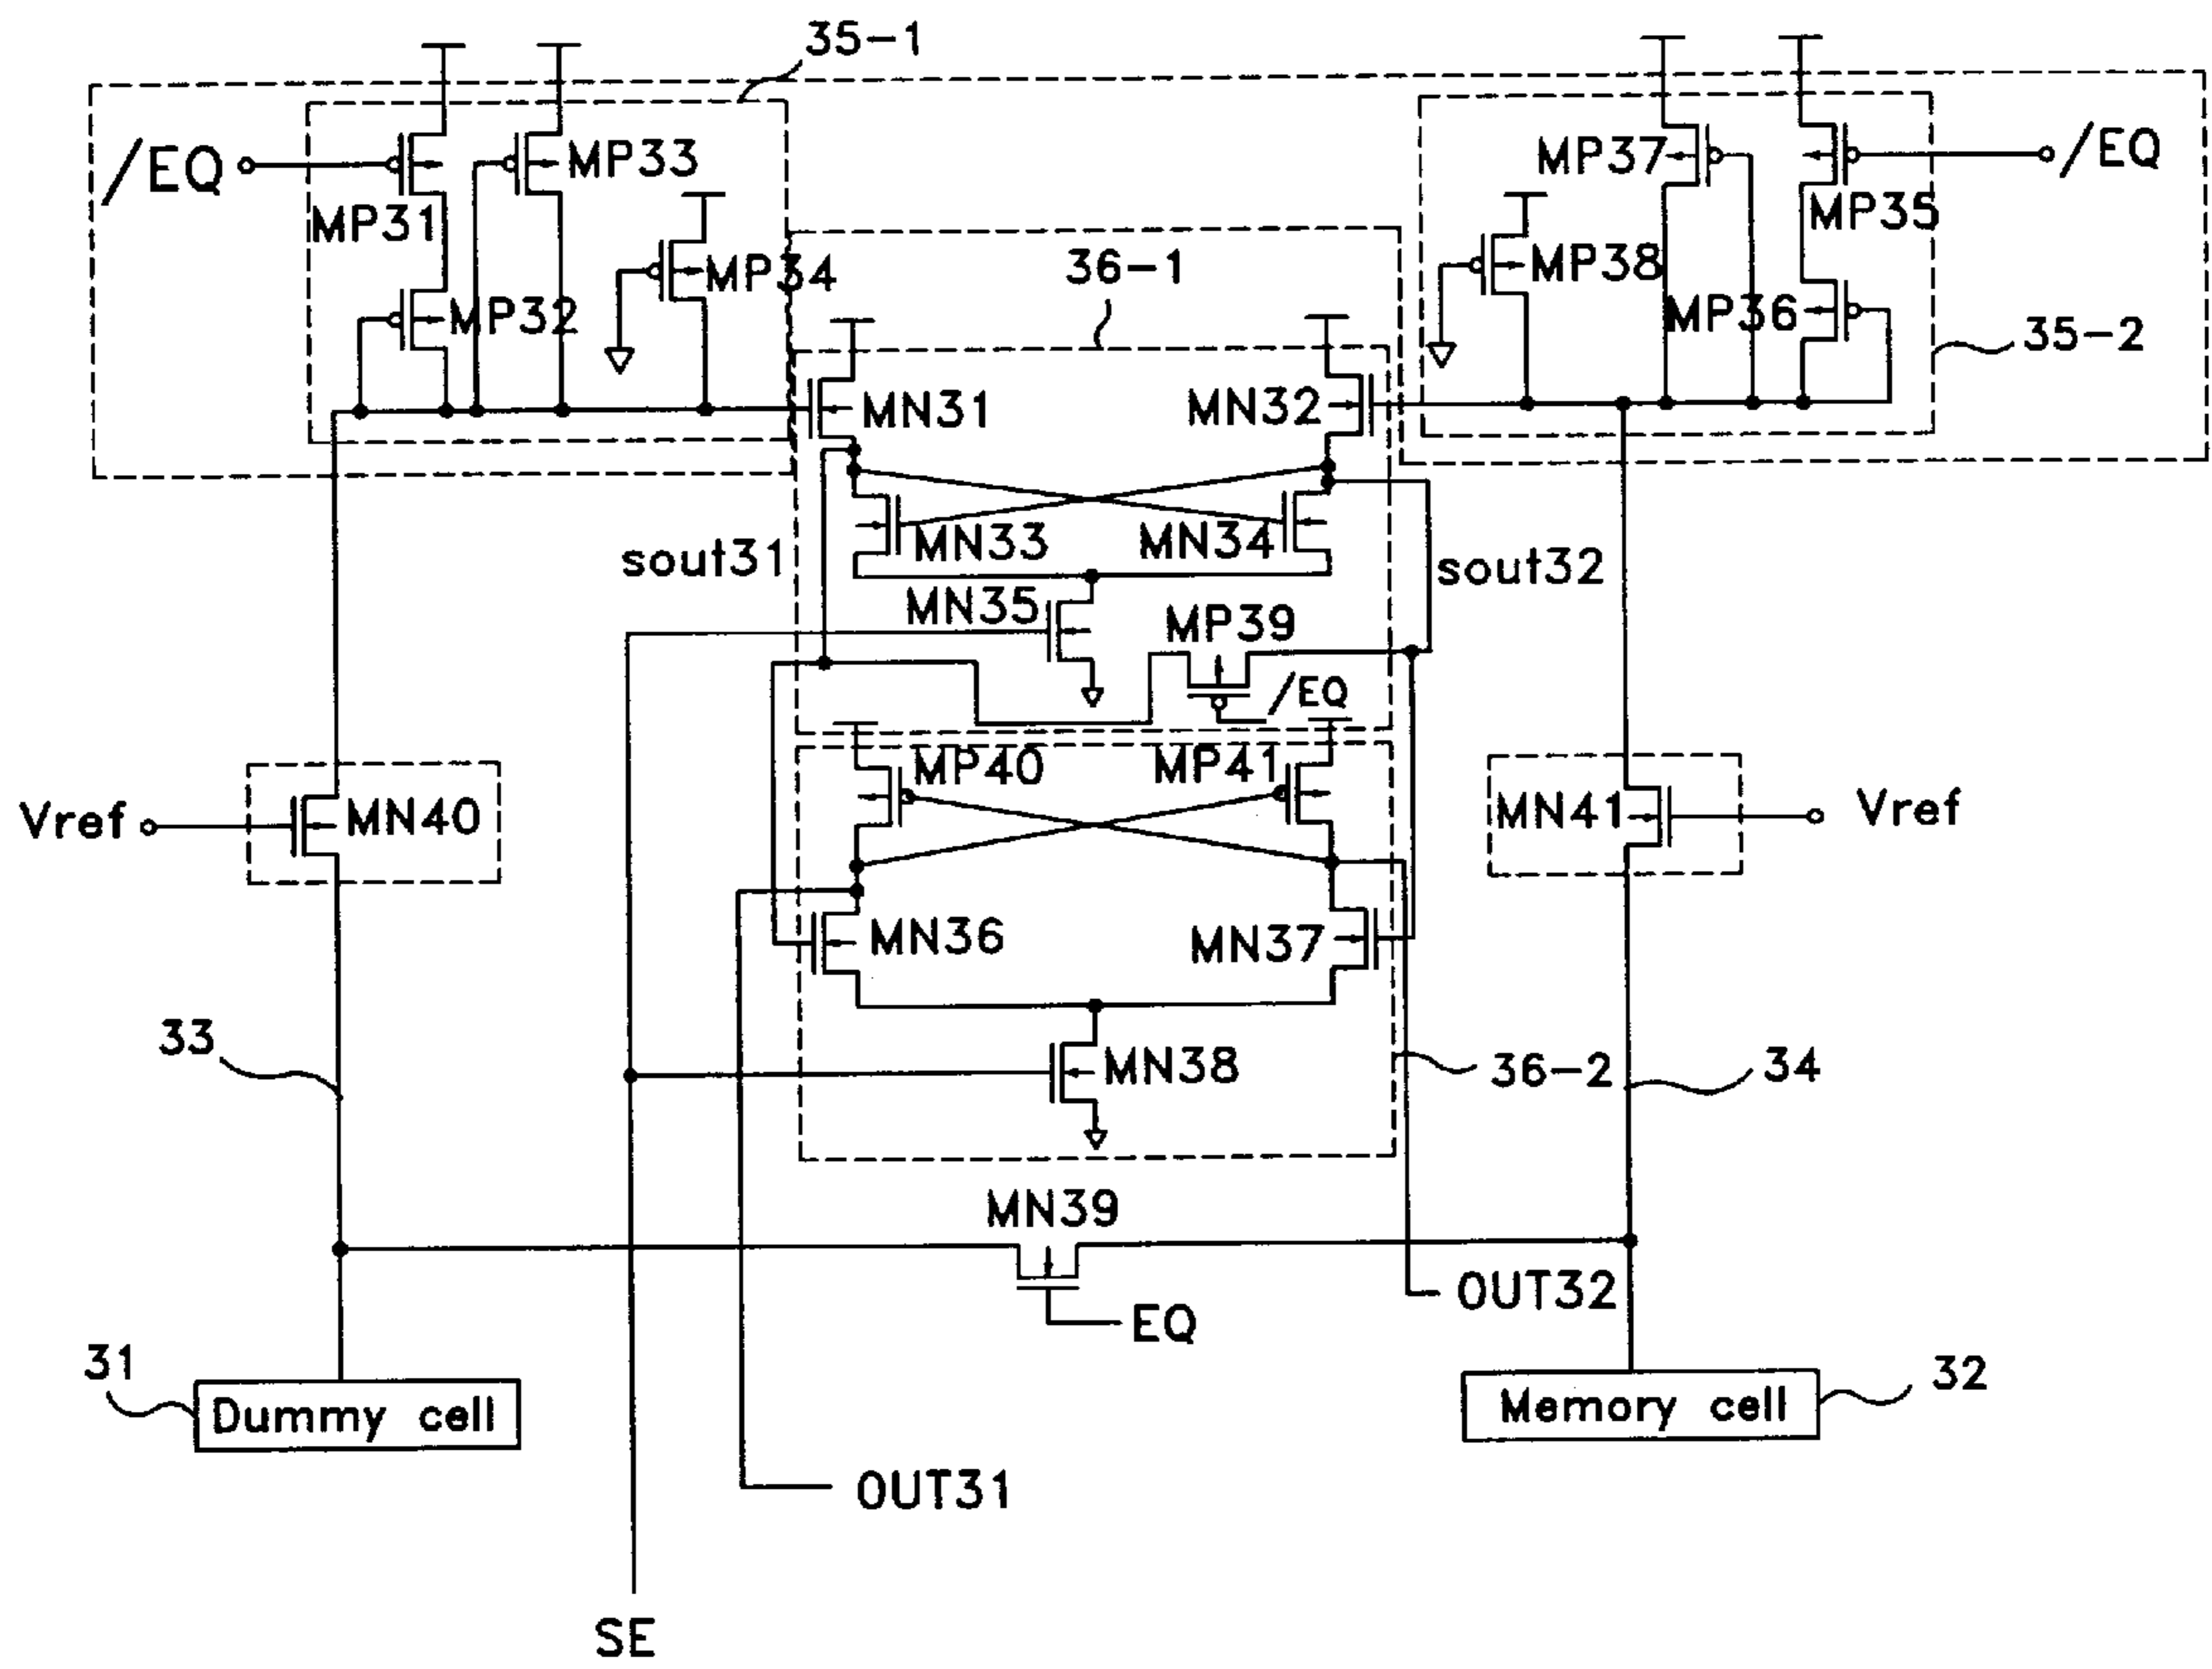 35-1
/EQ
MP31
MP33
MP37
/EQ
MP35
MP34
36-1
MP38
MP32
MP36
35-2
MN31
MN32
MN33
MN34
sout31
sout32
MN35
MP39
/EQ
MP40
MP41
Vref
MN40
MN41
Vref
MN36
MN37
33
MN38
36-2
34
MN39
OUT32
EQ
31
Dummy cell
32
Memory cell
OUT31
SE